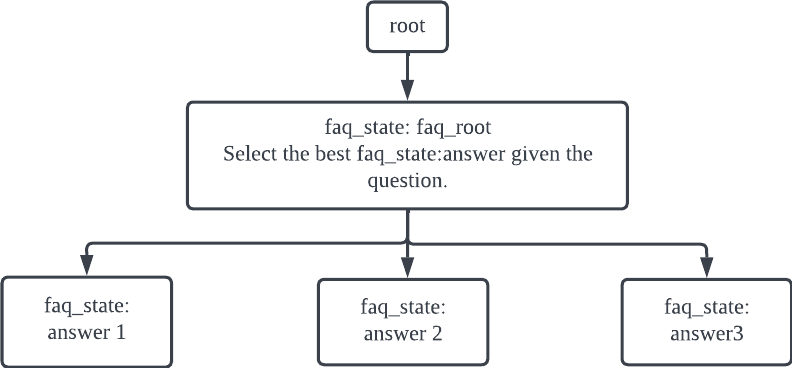 root
faq_state: faq_root
Select the best faq_state:answer given the
question.
faq_state:
answer 1
faq_state:
answer 2
faq_state:
answer3